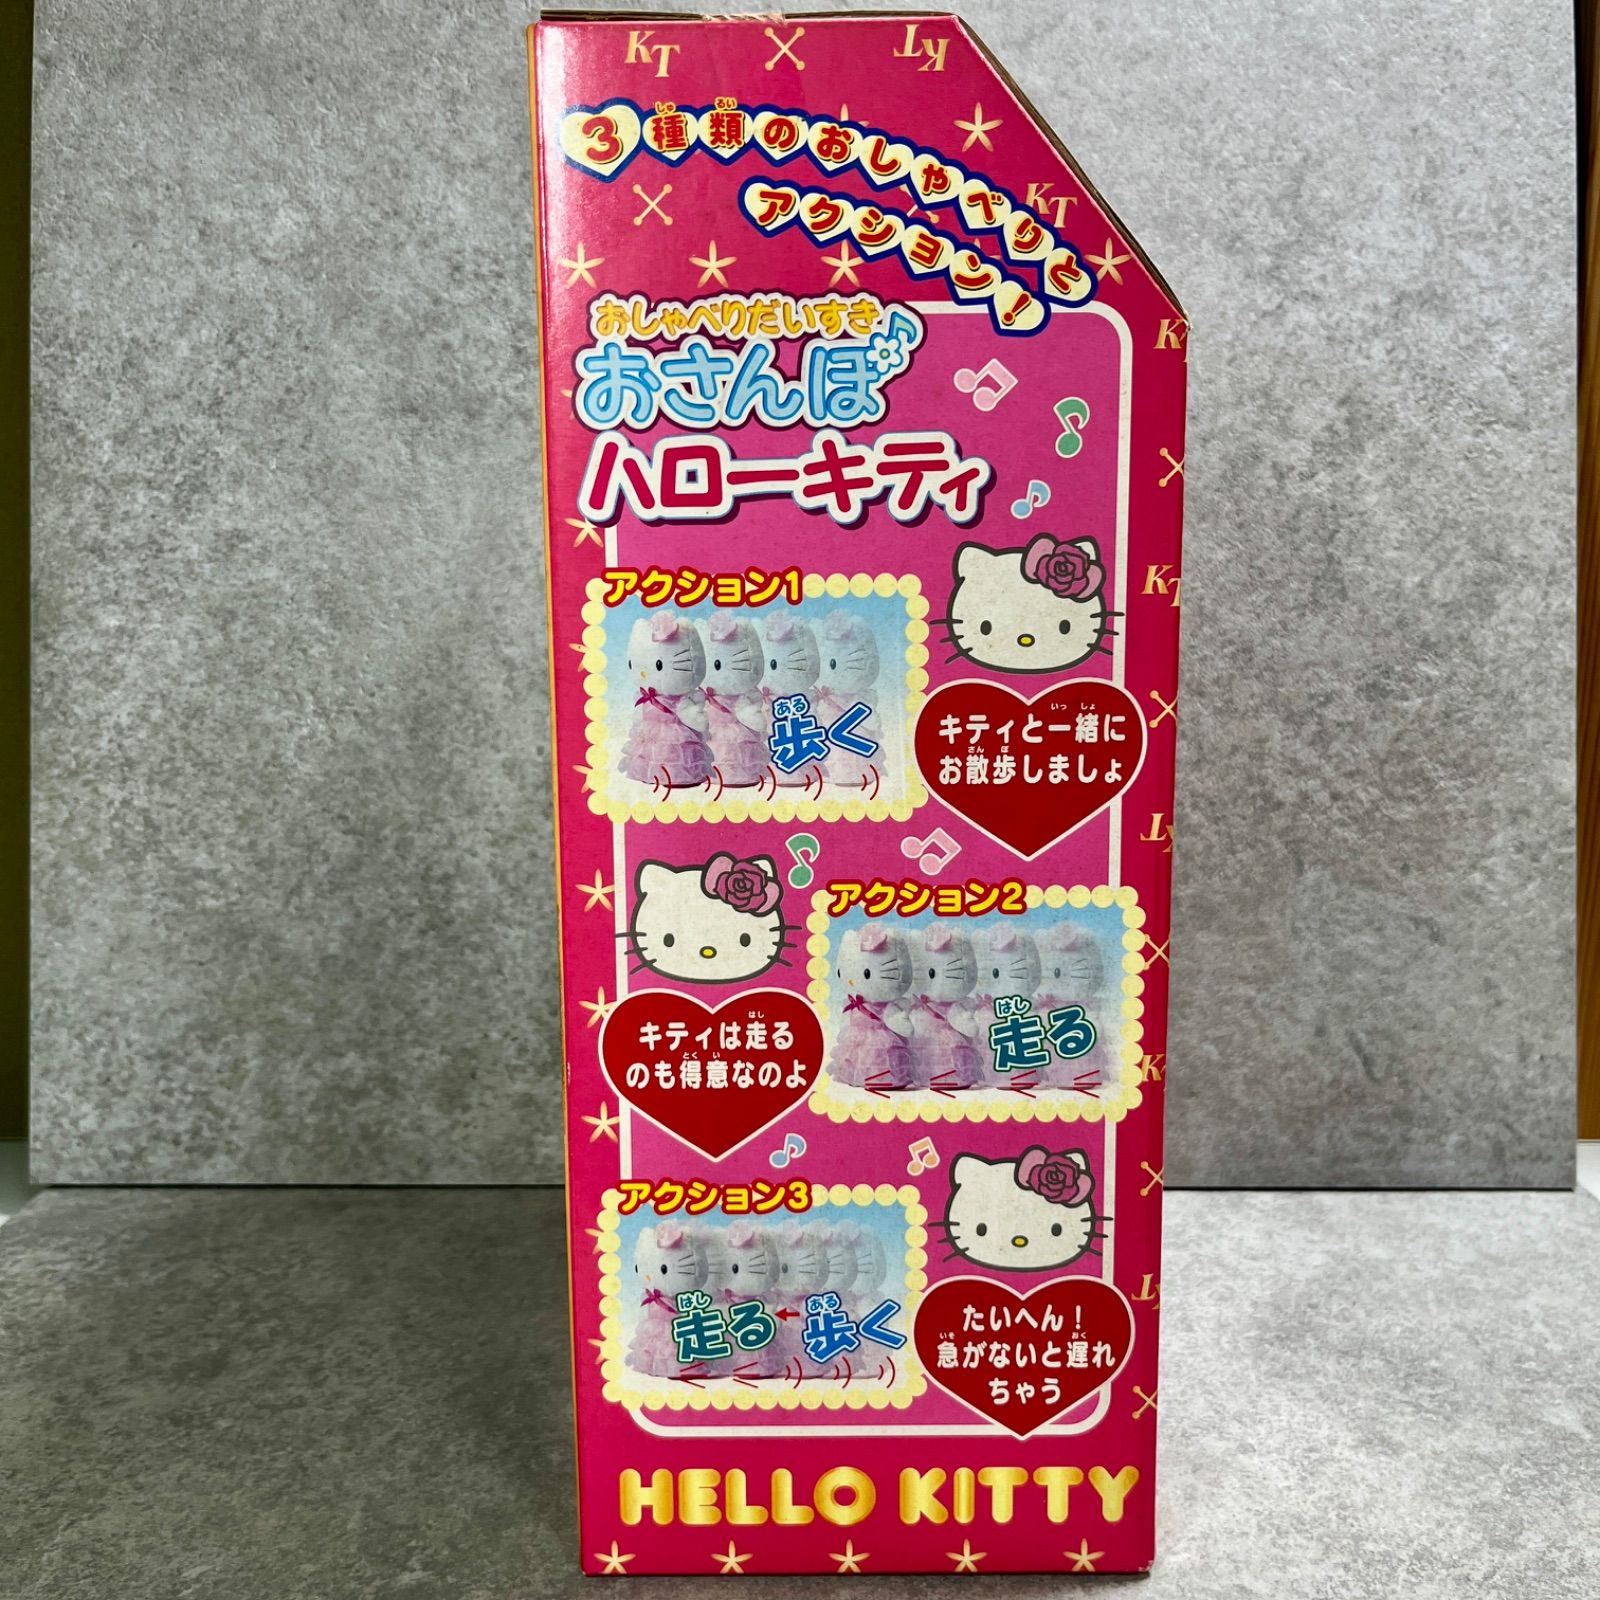 KT KT
3種類のおしゃべりと
アクション!
KT
おしゃべりだいすき
おさんぽ
ハローキティ
KT
アクション1
歩く
KT
キティと一緒に
お散歩しましょ
KT
アクション2
走る
キティは走る
のも得意なのよ
KT
アクション3
走る←歩く
KT
たいへん!
急がないと遅れ
ちゃう
HELLO KITTY